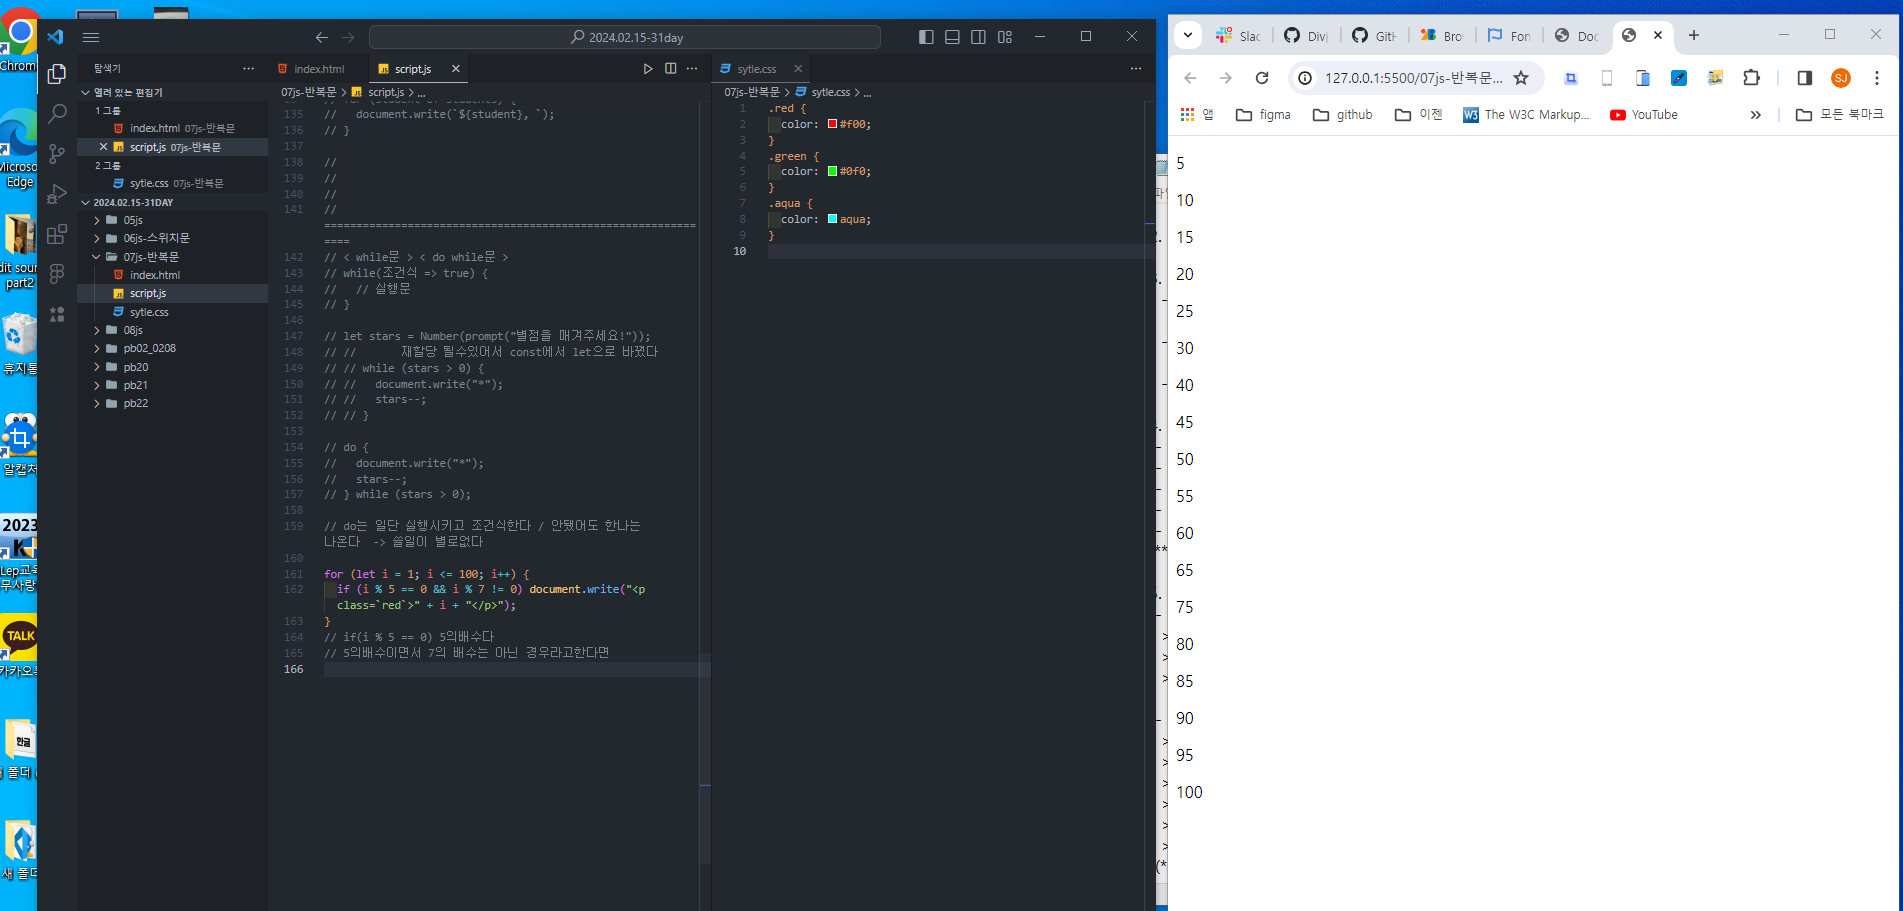 Chrome
Microso
Edge
dit sour
part2
휴지통
알캡처
2023
K
Lep교육
무사랑
TALK
카카오톡
한글
새 폴더
2024.02.15-31day
탐색기
열려 있는 편집기
1 그룹
index.html 07js-반복문
script.js 07js-반복문
2 그룹
sytle.css 07js-반복문
2024.02.15-31DAY
05js
06js-스위치문
07js-반복문
index.html
script.js
sytle.css
08js
pb02_0208
pb20
pb21
pb22
index.html
script.js
07js-반복문 > script.js > ...
135 //   document.write(`${student}, `);
136 // }
137
138 //
139 //
140 //
141 //
==========================================================
====
142 // < while문 > < do while문 >
143 // while(조건식 => true) {
144 //   // 실행문
145 // }
146
147 // let stars = Number(prompt("별점을 매겨주세요!"));
148 // //       재할당 될수있어서 const에서 let으로 바꼈다
149 // // while (stars > 0) {
150 // //   document.write("*");
151 // //   stars--;
152 // // }
153
154 // do {
155 //   document.write("*");
156 //   stars--;
157 // } while (stars > 0);
158
159 // do는 일단 실행시키고 조건식한다 / 안됐어도 한나는
나온다  -> 쓸일이 별로없다
160
161 for (let i = 1; i <= 100; i++) {
162   if (i % 5 == 0 && i % 7 != 0) document.write("<p
class=`red`>" + i + "</p>");
163 }
164 // if(i % 5 == 0) 5의배수다
165 // 5의배수이면서 7의 배수는 아닌 경우라고한다면
166
sytle.css
07js-반복문 > sytle.css > ...
1 .red {
2   color: #f00;
3 }
4 .green {
5   color: #0f0;
6 }
7 .aqua {
8   color: aqua;
9 }
10
Slac
Divj
GitH
Bro
Fon
Doc
127.0.0.1:5500/07js-반복문...
SJ
앱
figma
github
이젠
W3
The W3C Markup...
YouTube
모든 북마크
5
10
15
20
25
30
40
45
50
55
60
65
75
80
85
90
95
100